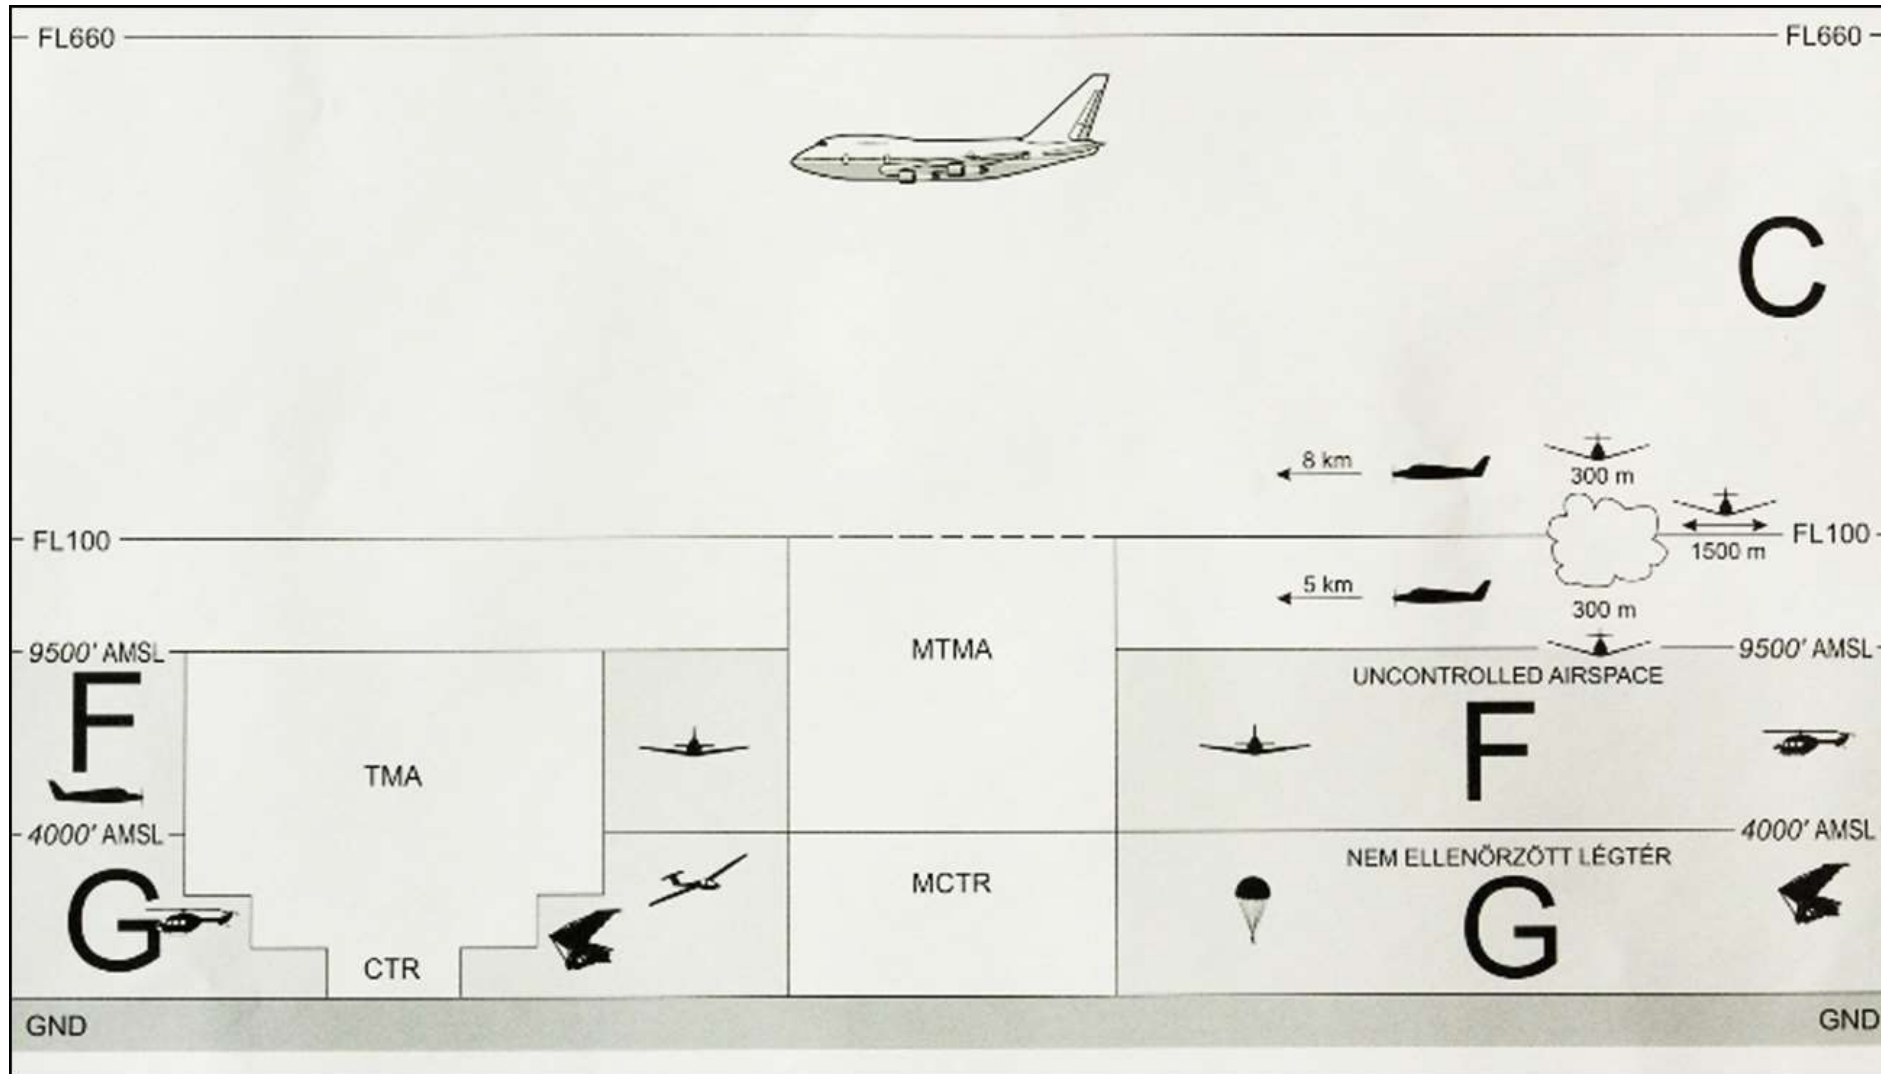 FL660 FL660
C
8 km
300 m
FL100 FL100
1500 m
5 km
300 m
9500' AMSL MTMA 9500' AMSL
UNCONTROLLED AIRSPACE
F F
TMA
4000' AMSL 4000' AMSL
NEM ELLENŐRZÖTT LÉGTÉR
MCTR
G G
CTR
GND GND